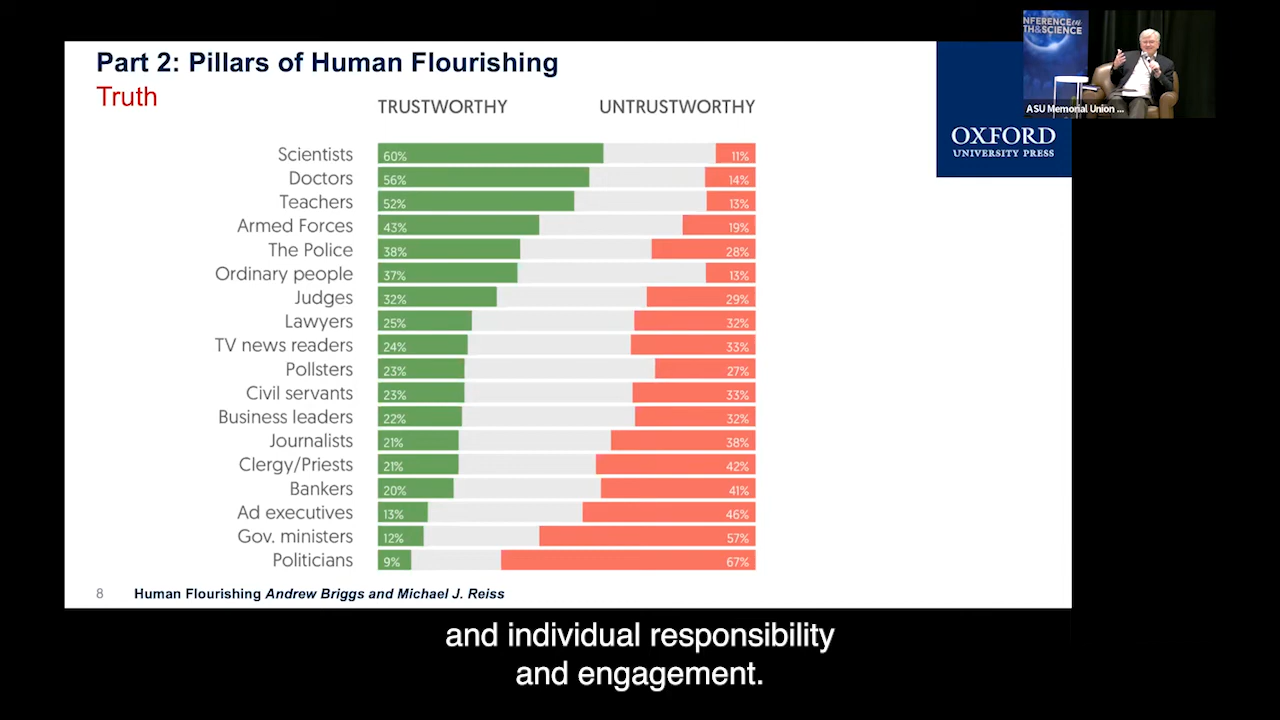 Part 2: Pillars of Human Flourishing
Truth
TRUSTWORTHY UNTRUSTWORTHY
Scientists 60% 11%
Doctors 56% 14%
Teachers 52% 13%
Armed Forces 43% 19%
The Police 38% 28%
Ordinary people 37% 13%
Judges 32% 29%
Lawyers 25% 32%
TV news readers 24% 33%
Pollsters 23% 27%
Civil servants 23% 33%
Business leaders 22% 32%
Journalists 21% 38%
Clergy/Priests 21% 42%
Bankers 20% 41%
Ad executives 13% 46%
Gov. ministers 12% 57%
Politicians 9% 67%
8 Human Flourishing Andrew Briggs and Michael J. Reiss
OXFORD
UNIVERSITY PRESS
NFERENCE in
TH&SCIENCE
ASU Memorial Union ...
and individual responsibility
and engagement.